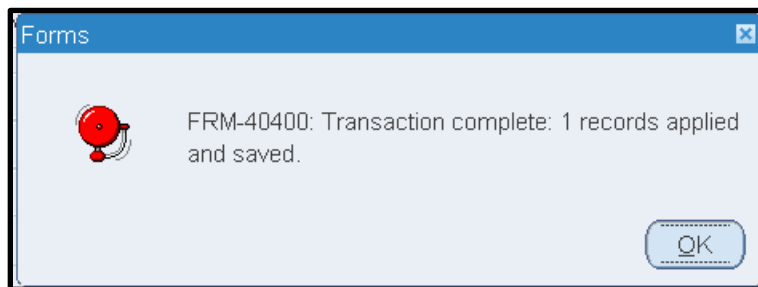 Forms
FRM-40400: Transaction complete: 1 records applied
and saved.
OK